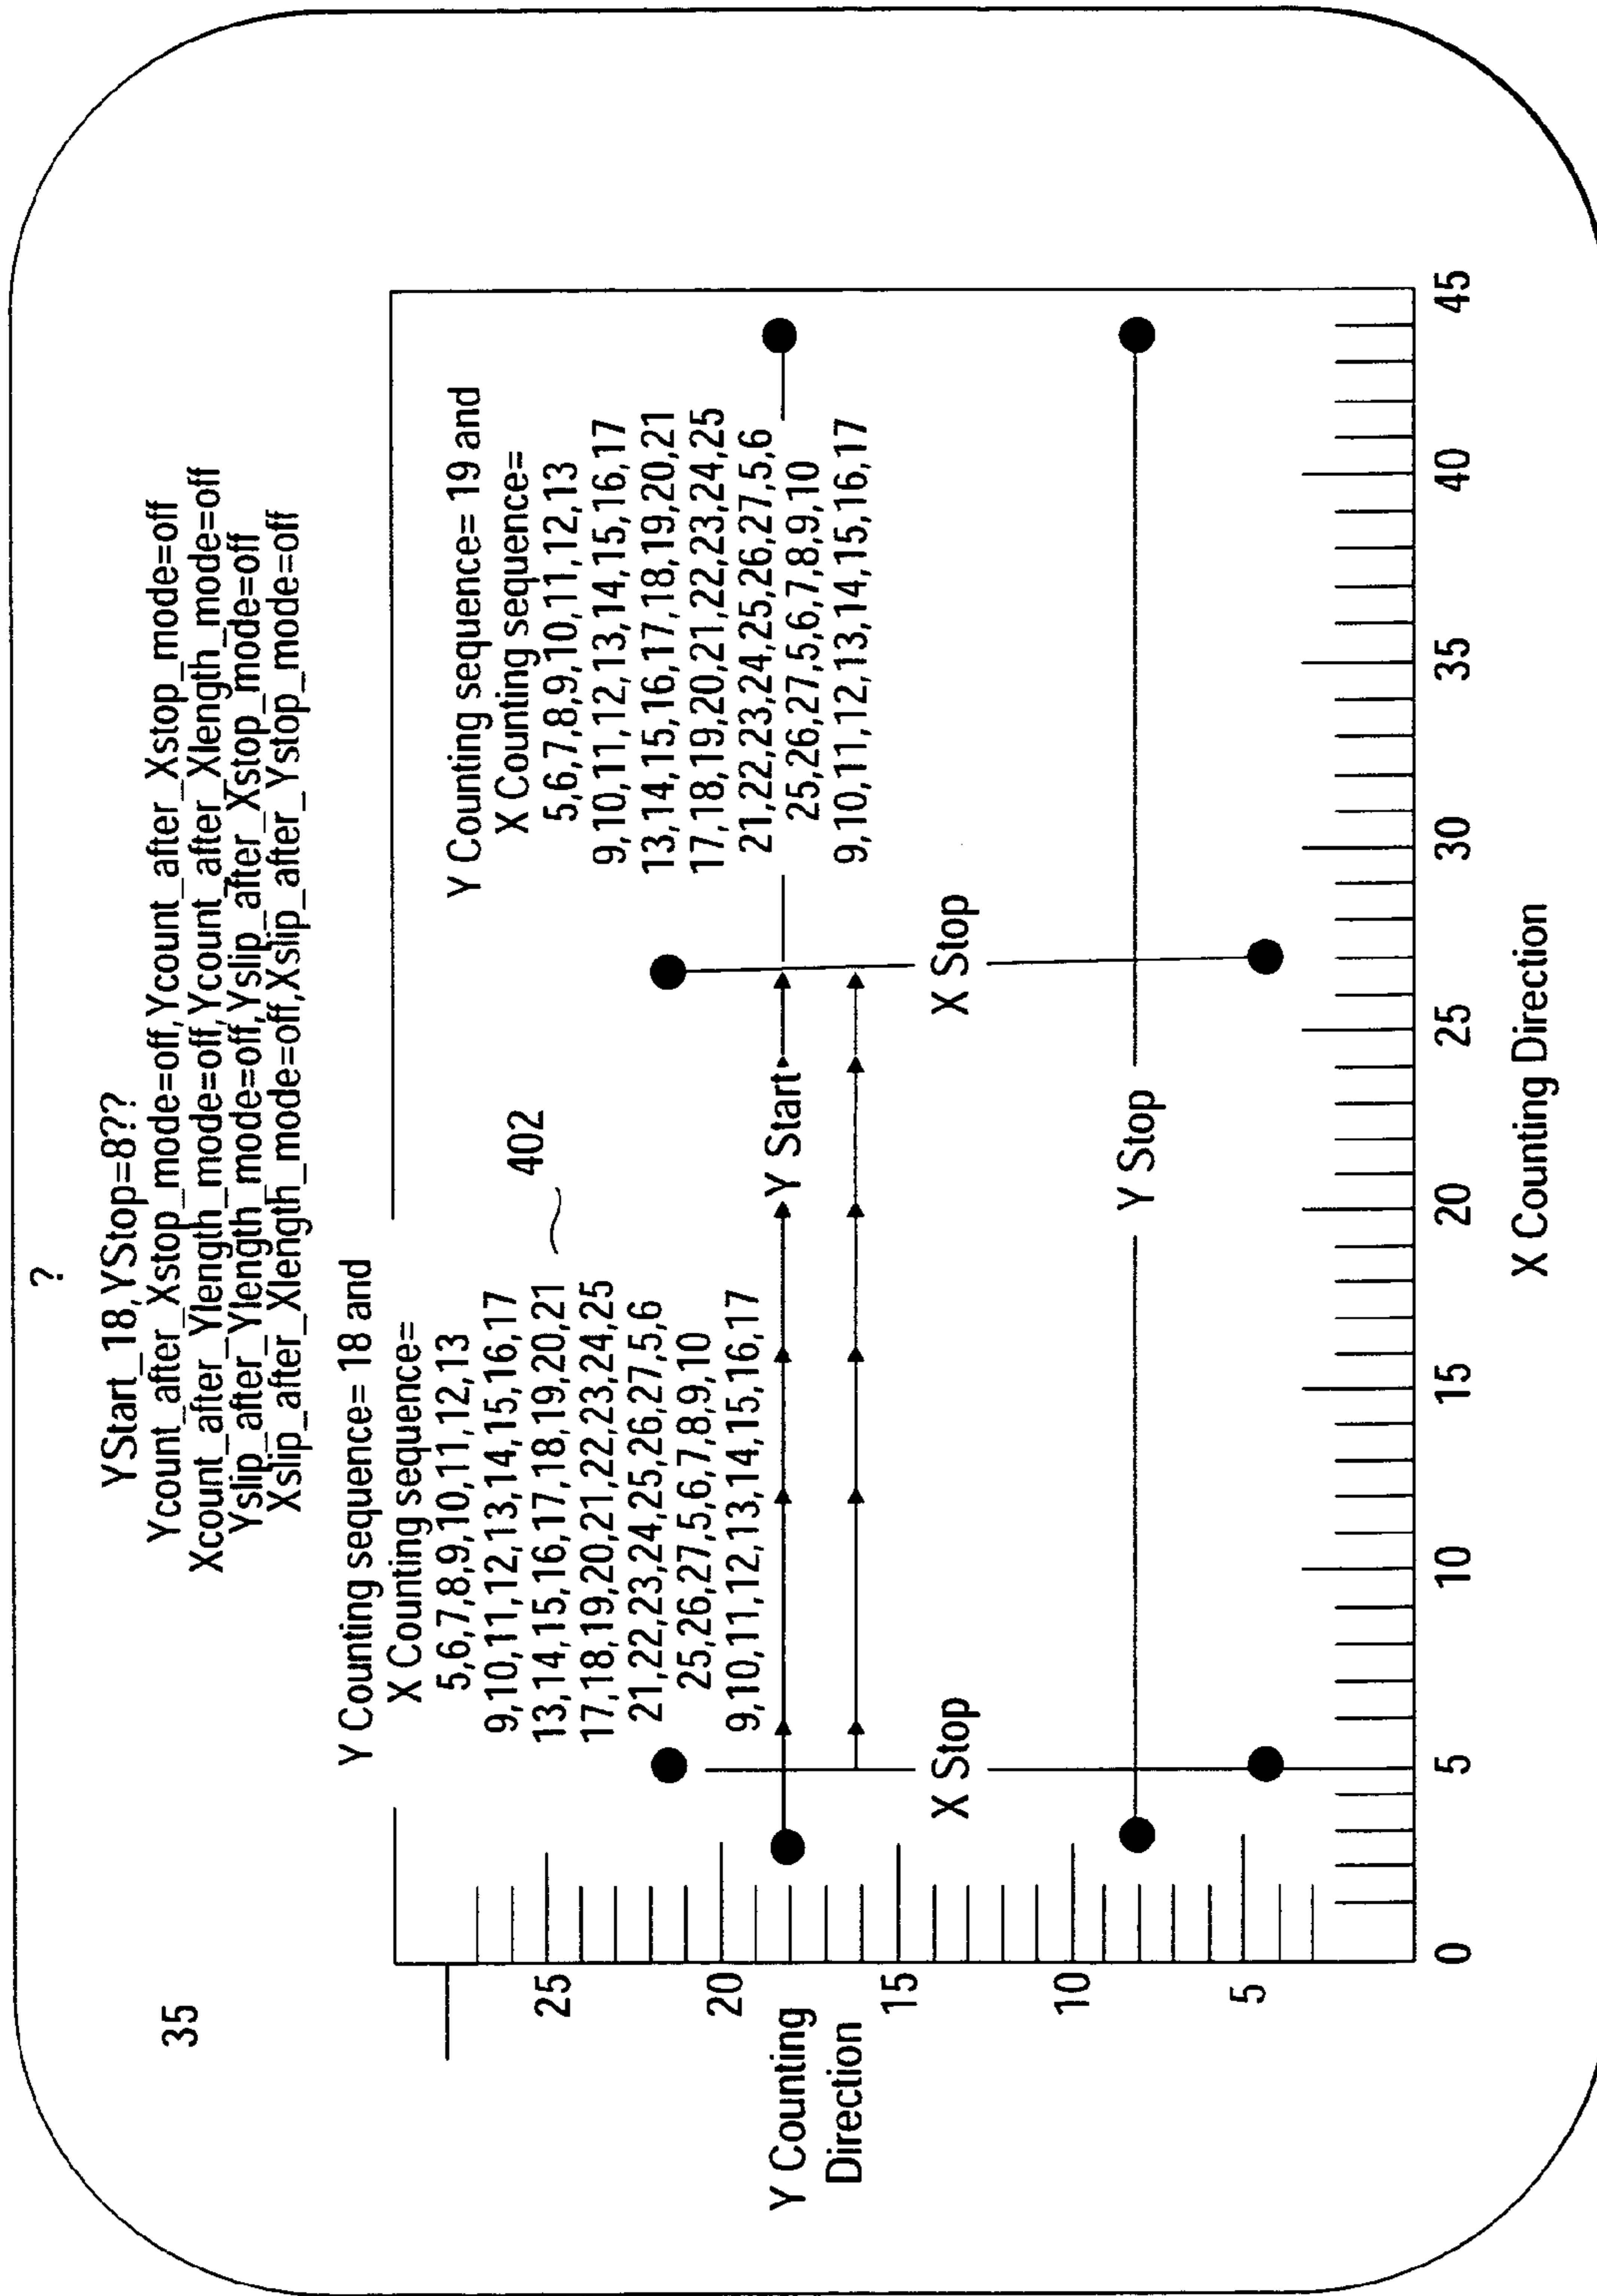 ?
YStart_18,YStop=8??
Ycount_after_Xstop_mode=off,Ycount_after_Xstop_mode=off
Xcount_after_Ylength_mode=off,Ycount_after_Xlength_mode=off
Yslip_after_Ylength_mode=off,Yslip_after_Xstop_mode=off
Xslip_after_Xlength_mode=off,Xslip_after_Ystop_mode=off
35
Y Counting sequence= 18 and
X Counting sequence=
5,6,7,8,9,10,11,12,13
9,10,11,12,13,14,15,16,17
13,14,15,16,17,18,19,20,21
17,18,19,20,21,22,23,24,25
21,22,23,24,25,26,27,5,6
25,26,27,5,6,7,8,9,10
9,10,11,12,13,14,15,16,17
402
Y Counting sequence= 19 and
X Counting sequence=
5,6,7,8,9,10,11,12,13
9,10,11,12,13,14,15,16,17
13,14,15,16,17,18,19,20,21
17,18,19,20,21,22,23,24,25
21,22,23,24,25,26,27,5,6
25,26,27,5,6,7,8,9,10
9,10,11,12,13,14,15,16,17
Y Start
X Stop
X Stop
Y Stop
Y Counting
Direction
25
20
15
10
5
0 5 10 15 20 25 30 35 40 45
X Counting Direction